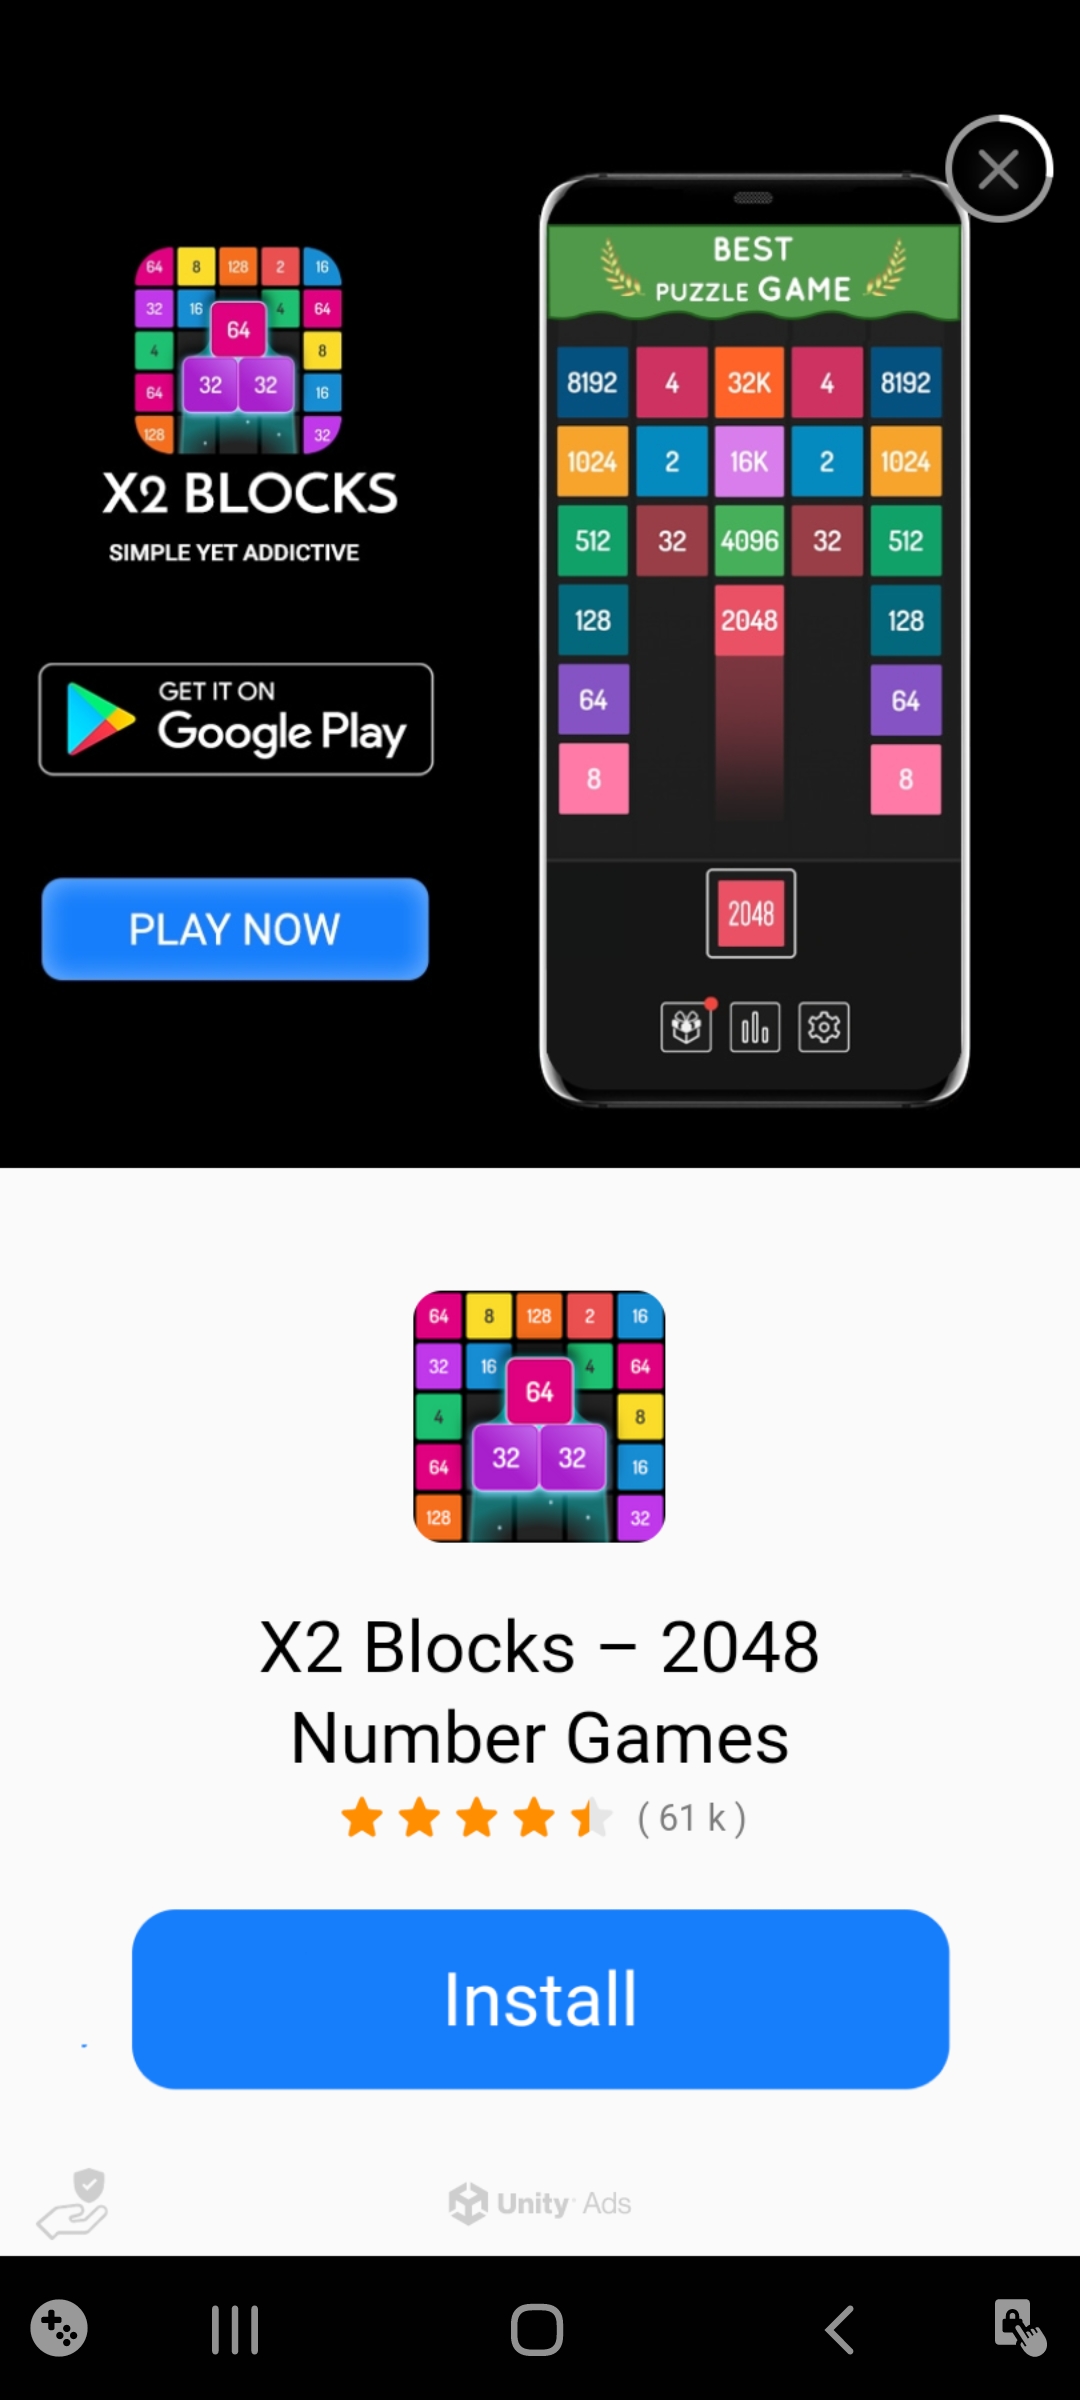 64 8 128 2 16
32 16 4 64
64
4 8
32 32
64 16
128 32
X2 BLOCKS
SIMPLE YET ADDICTIVE
GET IT ON
Google Play
PLAY NOW
BEST
PUZZLE GAME
8192 4 32K 4 8192
1024 2 16K 2 1024
512 32 4096 32 512
128 2048 128
64 64
8 8
2048
64 8 128 2 16
32 16 4 64
64
4 8
32 32
64 16
128 32
X2 Blocks – 2048
Number Games
( 61 k )
Install
Unity Ads